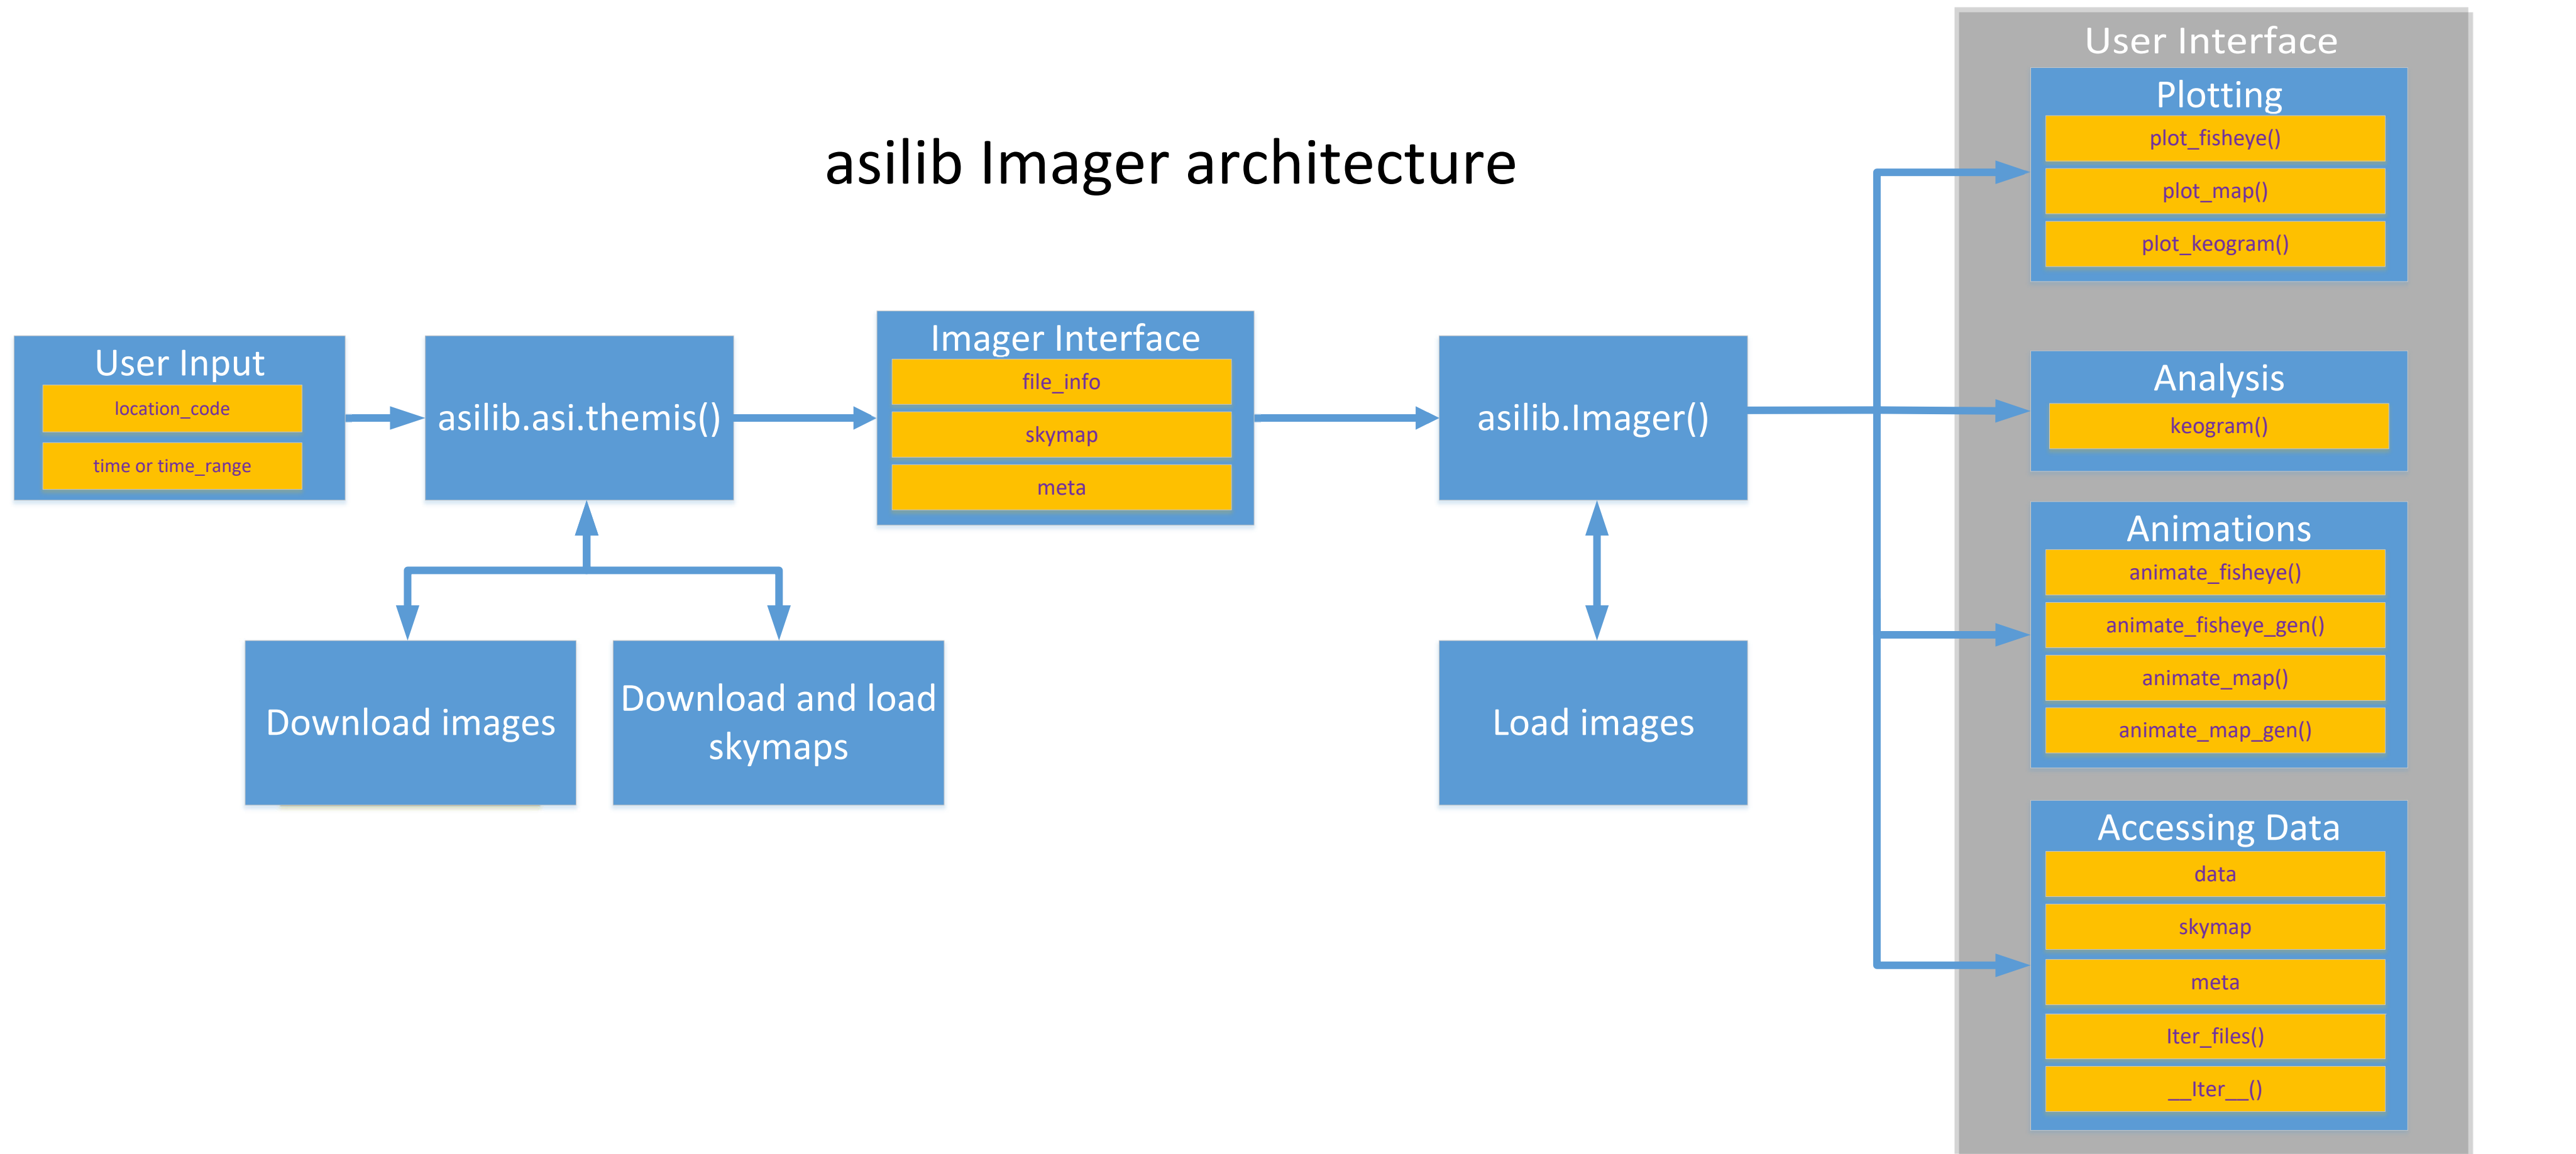 asilib Imager architecture
User Input
location_code
time or time_range
asilib.asi.themis()
Download images
Download and load
skymaps
Imager Interface
file_info
skymap
meta
asilib.Imager()
Load images
User Interface
Plotting
plot_fisheye()
plot_map()
plot_keogram()
Analysis
keogram()
Animations
animate_fisheye()
animate_fisheye_gen()
animate_map()
animate_map_gen()
Accessing Data
data
skymap
meta
Iter_files()
__Iter__()